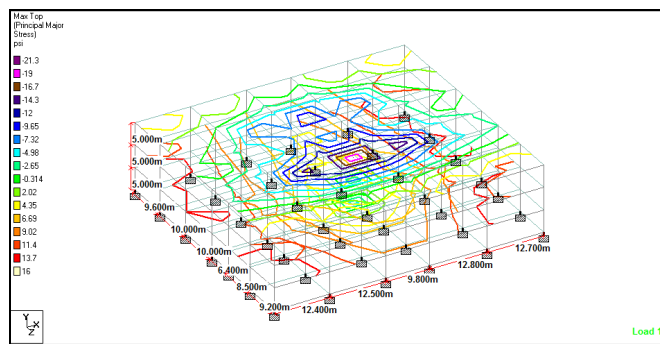 Max Top
(Principal Major
Stress)
psi
-21.3
-19
-16.7
-14.3
-12
-9.65
-7.32
-4.98
-2.65
-0.314
2.02
4.35
6.69
9.02
11.4
13.7
16
5.000m
5.000m
5.000m
9.600m
10.000m
10.000m
6.400m
8.500m
9.200m
12.400m
12.500m
9.800m
12.800m
12.700m
Y
X
Z
Load 1